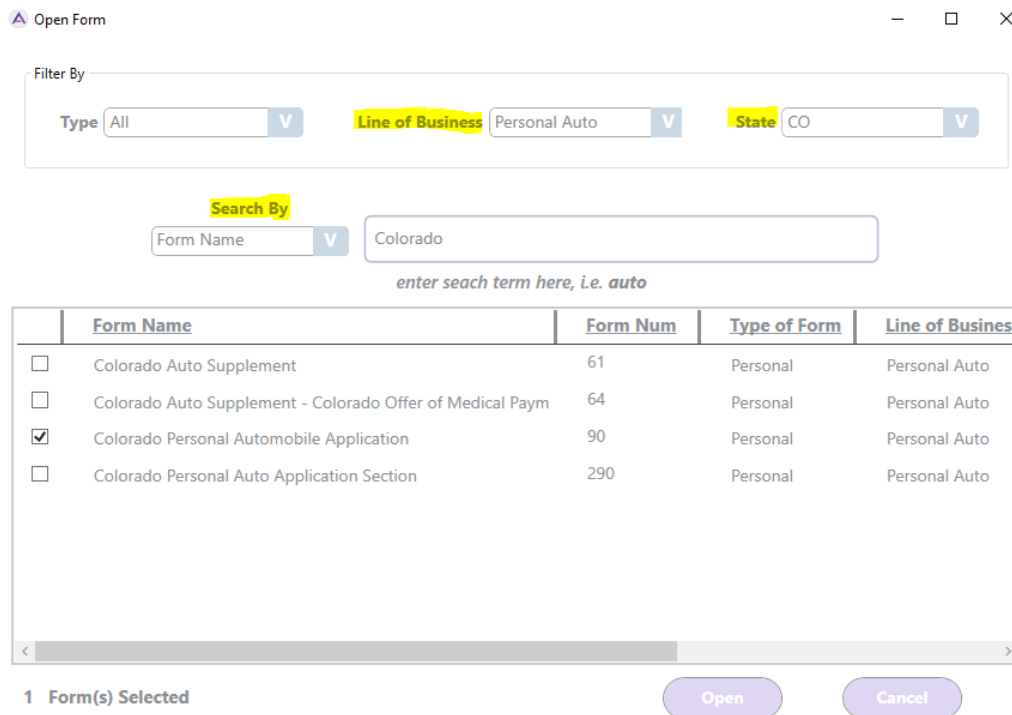 Open Form
Filter By
Type All V Line of Business Personal Auto V State CO V
Search By
Form Name V Colorado
enter seach term here, i.e. auto
Form Name Form Num Type of Form Line of Busines
Colorado Auto Supplement 61 Personal Personal Auto
Colorado Auto Supplement - Colorado Offer of Medical Paym 64 Personal Personal Auto
Colorado Personal Automobile Application 90 Personal Personal Auto
Colorado Personal Auto Application Section 290 Personal Personal Auto
1 Form(s) Selected Open Cancel